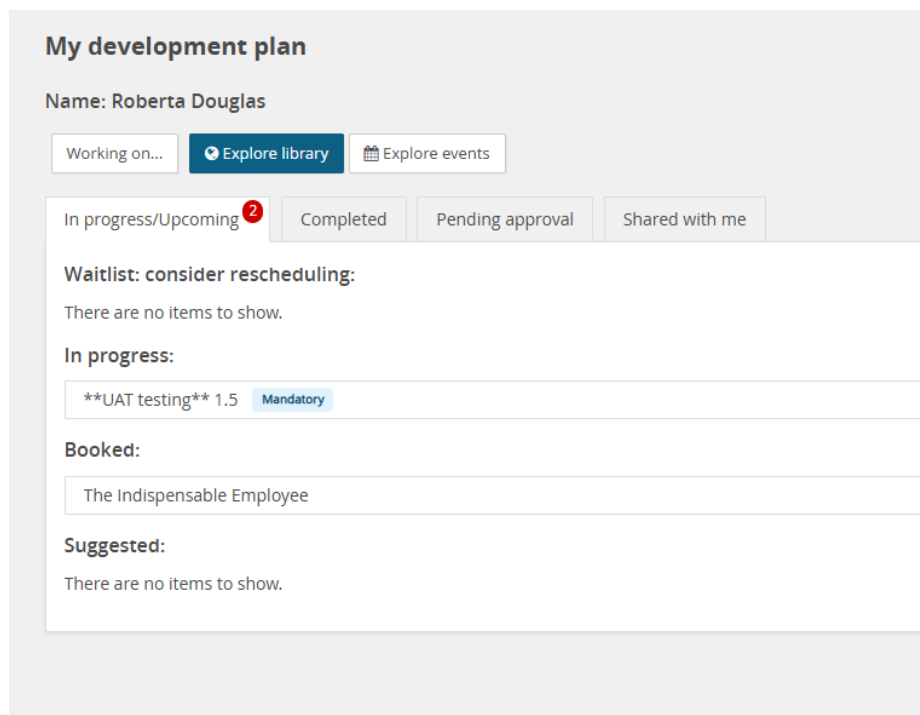 My development plan
Name: Roberta Douglas
Working on... Explore library Explore events
In progress/Upcoming 2 Completed Pending approval Shared with me
Waitlist: consider rescheduling:
There are no items to show.
In progress:
**UAT testing** 1.5 Mandatory
Booked:
The Indispensable Employee
Suggested:
There are no items to show.